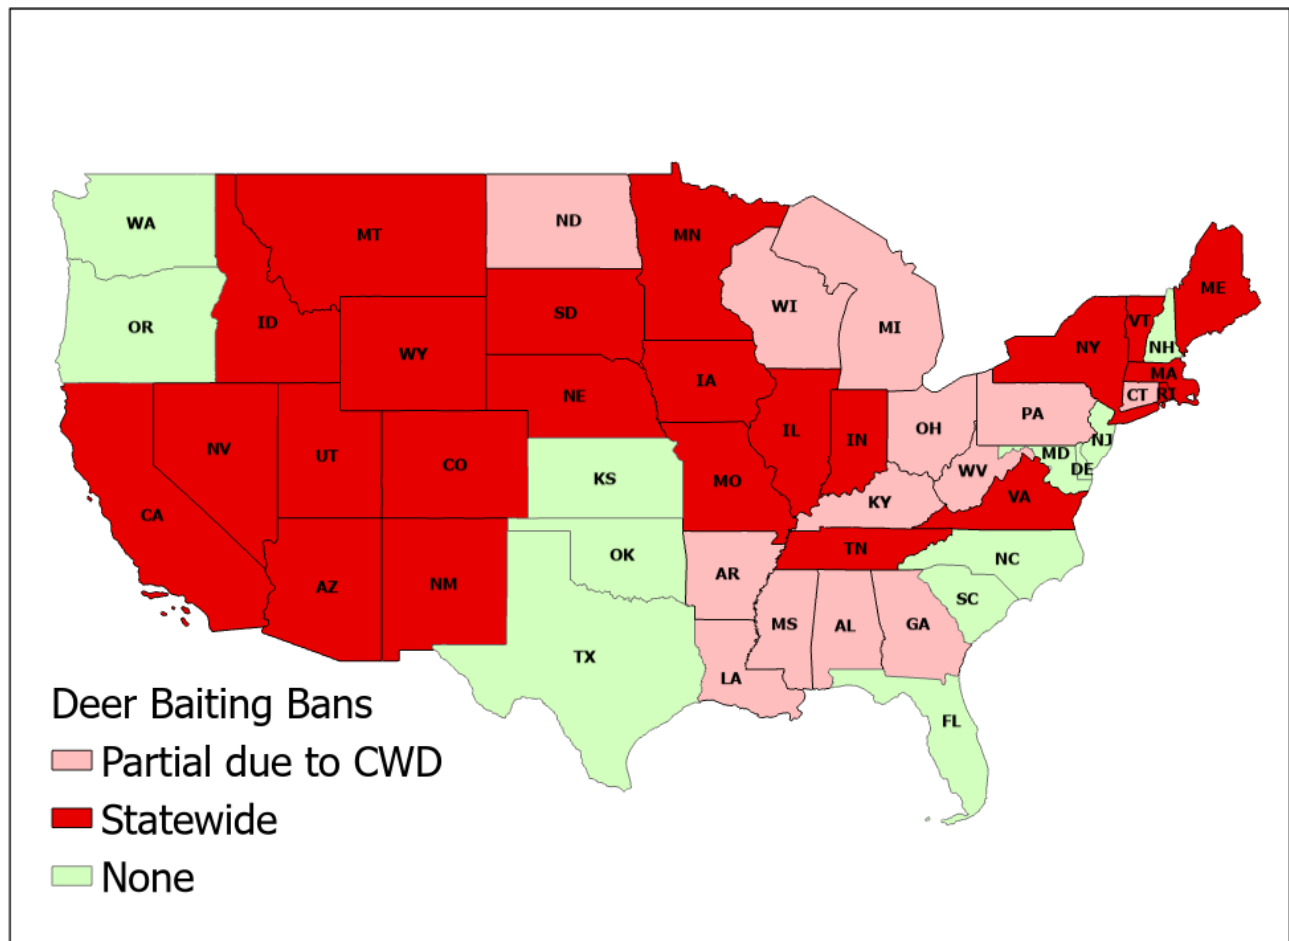 WA
MT
ND
MN
ME
OR
ID
WY
SD
WI
MI
VT
NY
NH
MA
CT
RI
NV
UT
CO
NE
IA
IL
IN
OH
PA
NJ
MD
DE
WV
VA
CA
KS
MO
KY
AZ
NM
OK
AR
TN
NC
SC
TX
MS
AL
GA
LA
FL
Deer Baiting Bans
Partial due to CWD
Statewide
None